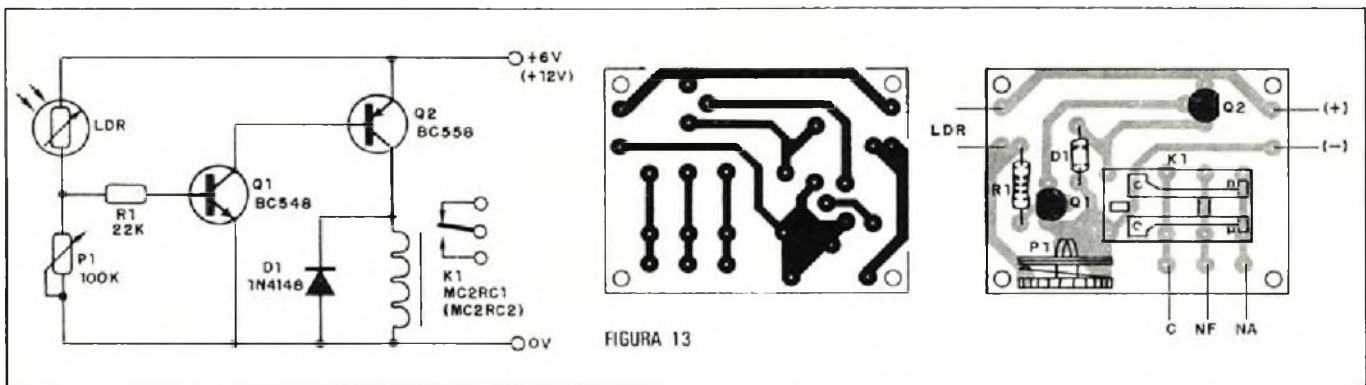 +6V
(+12V)
LDR
Q2
BC558
Q1
BC548
R1
22K
P1
100K
D1
1N4148
K1
MC2RC1
(MC2RC2)
0V
FIGURA 13
LDR
Q2
(+)
(-)
D1
K1
R1
Q1
P1
C NF NA